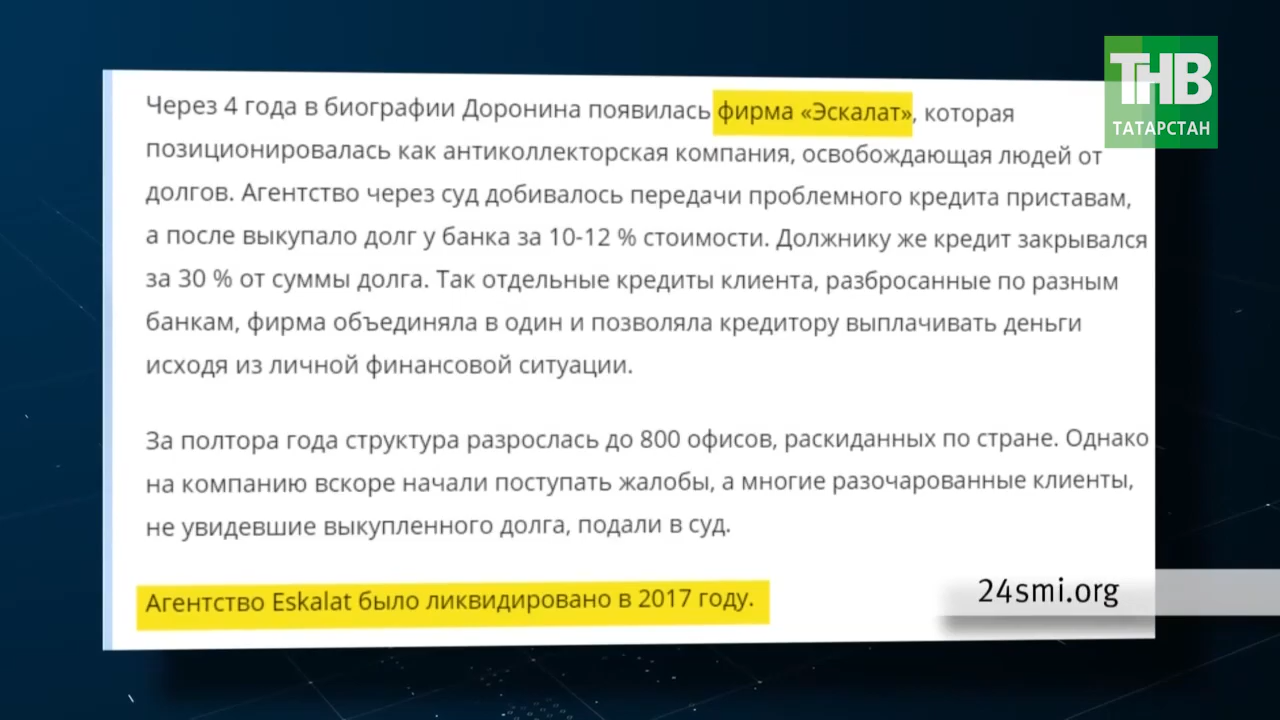 ТНВ
ТАТАРСТАН
Через 4 года в биографии Доронина появилась фирма «Эскалат», которая
позиционировалась как антиколлекторская компания, освобождающая людей от
долгов. Агентство через суд добивалось передачи проблемного кредита приставам,
а после выкупало долг у банка за 10-12 % стоимости. Должнику же кредит закрывался
за 30 % от суммы долга. Так отдельные кредиты клиента, разбросанные по разным
банкам, фирма объединяла в один и позволяла кредитору выплачивать деньги
исходя из личной финансовой ситуации.
За полтора года структура разрослась до 800 офисов, раскиданных по стране. Однако
на компанию вскоре начали поступать жалобы, а многие разочарованные клиенты,
не увидевшие выкупленного долга, подали в суд.
Агентство Eskalat было ликвидировано в 2017 году.
24smi.org